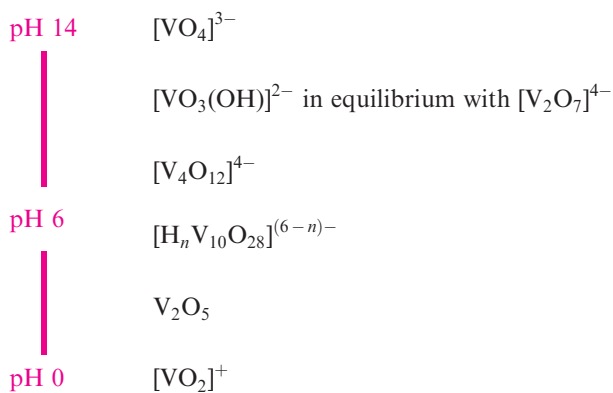 pH 14 [VO₄]³⁻
[VO₃(OH)]²⁻ in equilibrium with [V₂O₇]⁴⁻
[V₄O₁₂]⁴⁻
pH 6 [HₙV₁₀O₂₈]⁽⁶⁻ⁿ⁾⁻
V₂O₅
pH 0 [VO₂]⁺